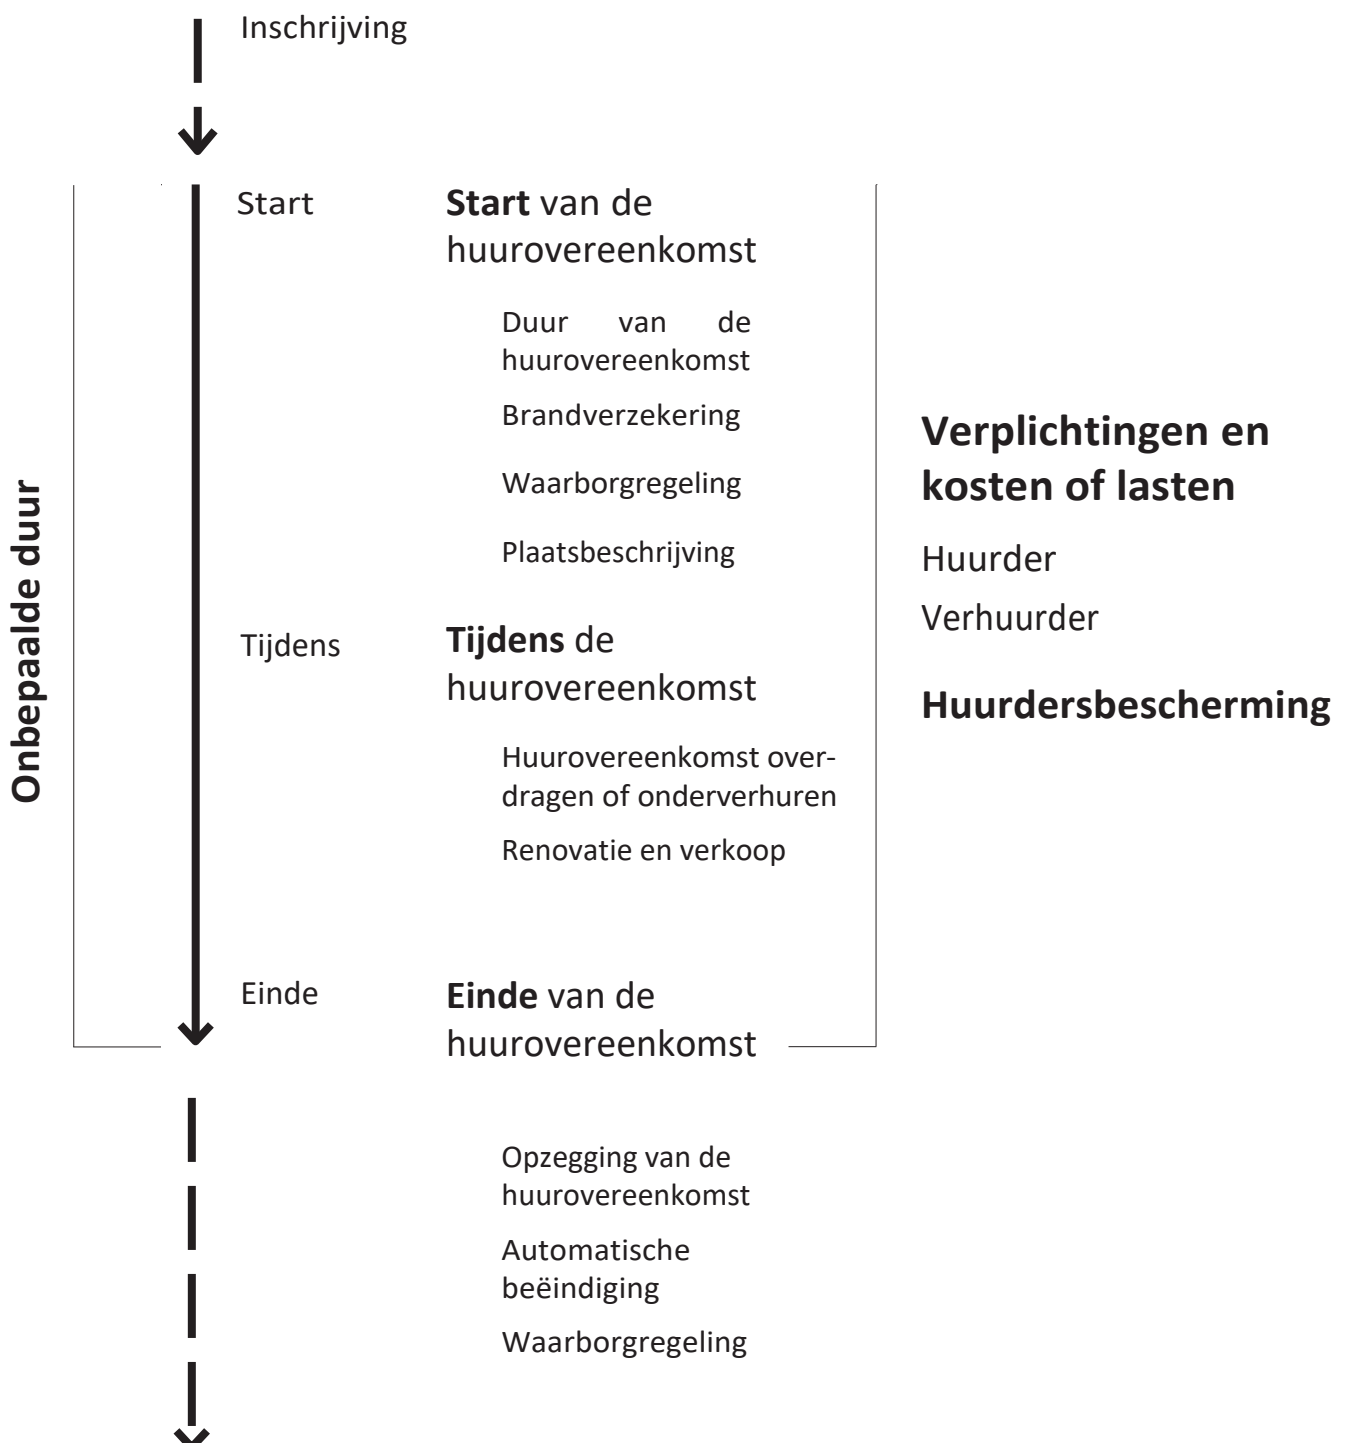 Inschrijving
Onbepaalde duur
Start
Start van de
huurovereenkomst
Duur van de
huurovereenkomst
Brandverzekering
Waarborgregeling
Plaatsbeschrijving
Tijdens
Tijdens de
huurovereenkomst
Huurovereenkomst over-
dragen of onderverhuren
Renovatie en verkoop
Einde
Einde van de
huurovereenkomst
Opzegging van de
huurovereenkomst
Automatische
beëindiging
Waarborgregeling
Verplichtingen en
kosten of lasten
Huurder
Verhuurder
Huurdersbescherming